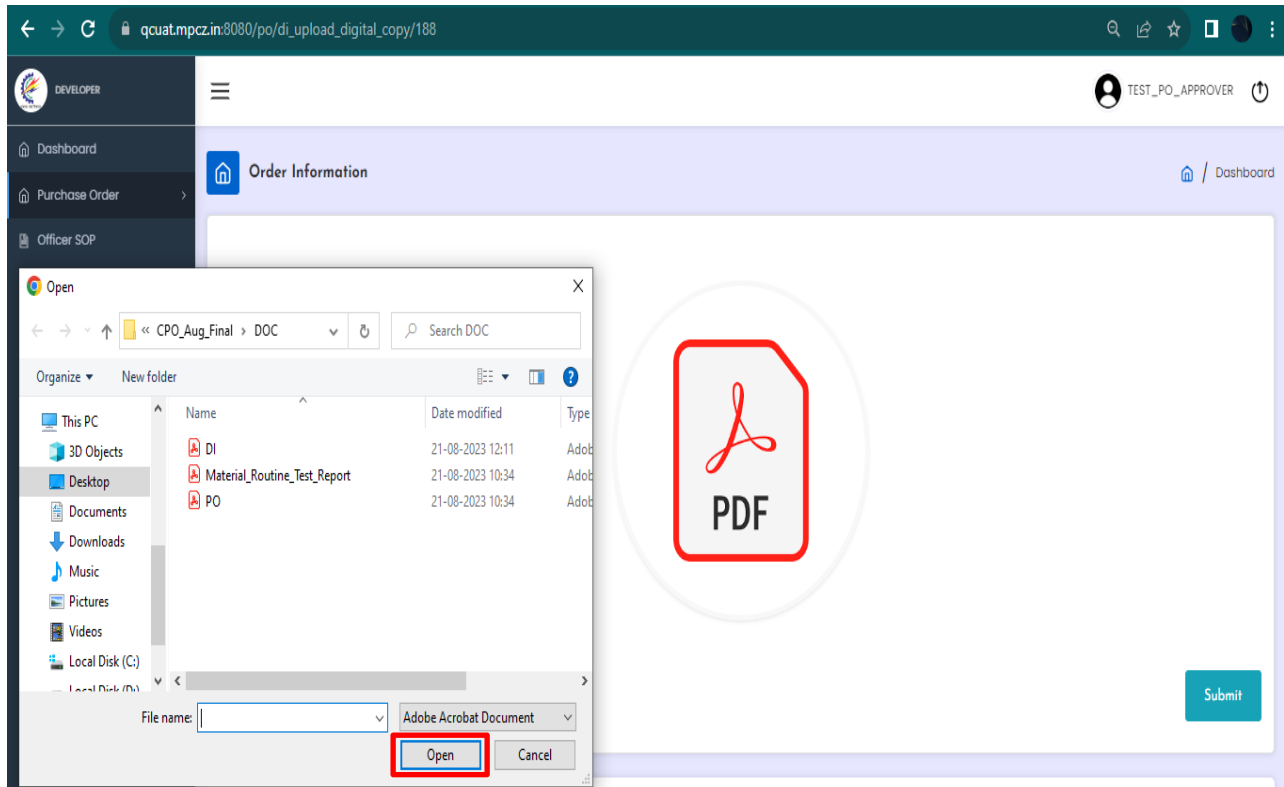 qcuat.mpcz.in:8080/po/di_upload_digital_copy/188
DEVELOPER
TEST_PO_APPROVER
Dashboard
Purchase Order
Officer SOP
Order Information
/ Dashboard
Open
« CPO_Aug_Final › DOC
Search DOC
Organize
New folder
Name
Date modified
Type
This PC
3D Objects
Desktop
Documents
Downloads
Music
Pictures
Videos
Local Disk (C:)
Local Disk (D:)
DI 21-08-2023 12:11 Adob
Material_Routine_Test_Report 21-08-2023 10:34 Adob
PO 21-08-2023 10:34 Adob
File name:
Adobe Acrobat Document
Open
Cancel
PDF
Submit